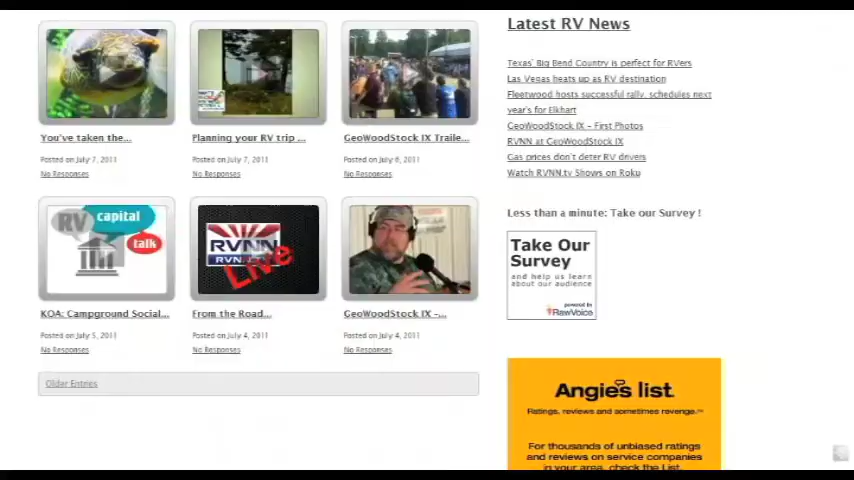 Latest RV News
Texas' Big Bend Country is perfect for RVers
Las Vegas heats up as RV destination
Fleetwood hosts successful rally, schedules next
year's for Elkhart
GeoWoodStock IX – First Photos
RVNN at GeoWoodStock IX
Gas prices don't deter RV drivers
Watch RVNN.tv Shows on Roku
You've taken the...
Planning your RV trip ...
GeoWoodStock IX Traile...
Posted on July 7, 2011
Posted on July 7, 2011
Posted on July 6, 2011
No Responses
No Responses
No Responses
RV capital
talk
RVNN
Live
KOA: Campground Social...
From the Road...
GeoWoodStock IX –...
Posted on July 5, 2011
Posted on July 4, 2011
Posted on July 4, 2011
No Responses
No Responses
No Responses
Older Entries
Less than a minute: Take our Survey !
Take Our
Survey
and help us learn
about our audience
powered by
RawVoice
Angie's list.
Ratings, reviews and sometimes revenge.
For thousands of unbiased ratings
and reviews on service companies
in your area, check the List.